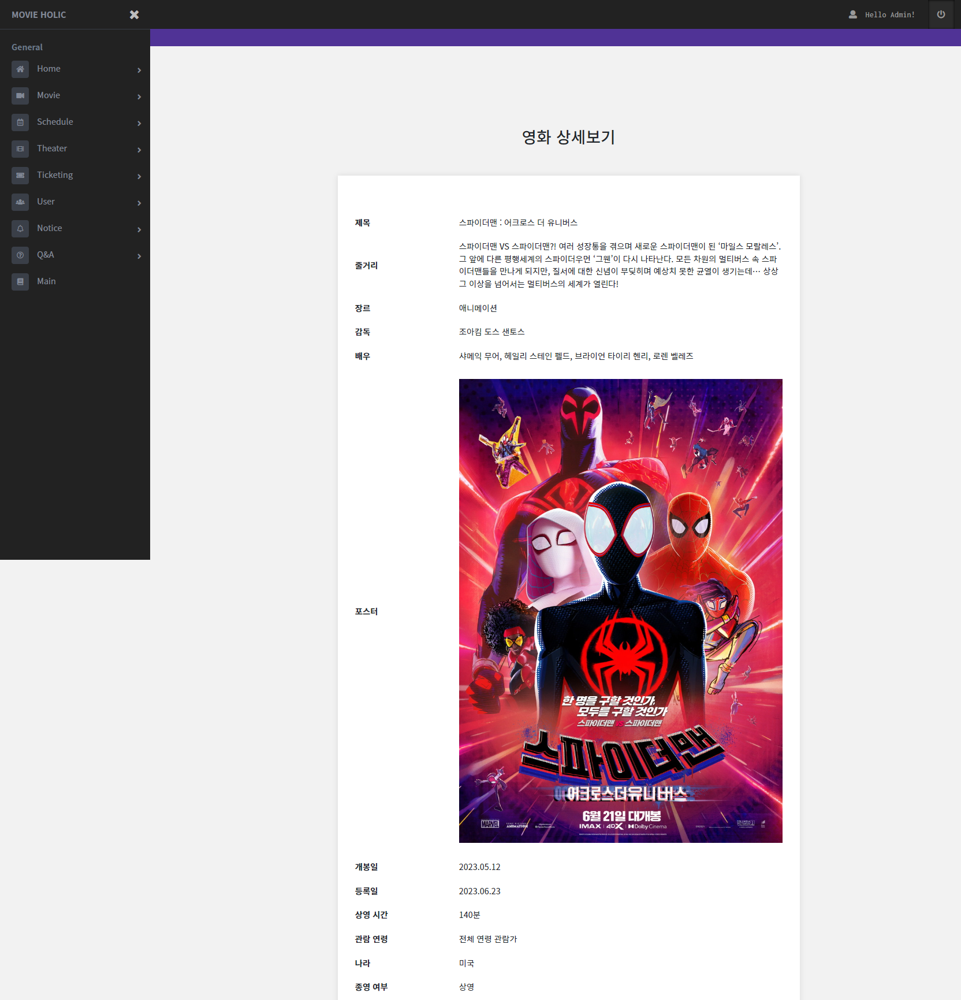 MOVIE HOLIC
Hello Admin!
General
Home
Movie
Schedule
Theater
Ticketing
User
Notice
Q&A
Main
영화 상세보기
제목
스파이더맨 : 어크로스 더 유니버스
줄거리
스파이더맨 VS 스파이더맨?! 여러 성장통을 겪으며 새로운 스파이더맨이 된 ‘마일스 모랄레스’.
그 앞에 다른 평행세계의 스파이더우먼 ‘그웬’이 다시 나타난다. 모든 차원의 멀티버스 속 스파
이더맨들을 만나게 되지만, 질서에 대한 신념이 부딪히며 예상치 못한 균열이 생기는데… 상상
그 이상을 넘어서는 멀티버스의 세계가 열린다!
장르
애니메이션
감독
조아킴 도스 샌토스
배우
샤메익 무어, 헤일리 스테인 펠드, 브라이언 타이리 헨리, 로렌 벨레즈
포스터
한 명을 구할 것인가
모두를 구할 것인가
스파이더맨 VS 스파이더맨
스파이더맨
어크로스더유니버스
6월 21일 대개봉
IMAX | 4DX | Dolby Cinema
MARVEL
SONY PICTURES
ANIMATION
COLUMBIA
PICTURES
개봉일
2023.05.12
등록일
2023.06.23
상영 시간
140분
관람 연령
전체 연령 관람가
나라
미국
종영 여부
상영